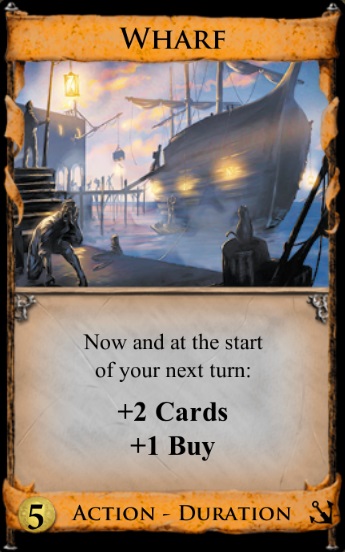 Wharf
Now and at the start
of your next turn:
+2 Cards
+1 Buy
5 Action - Duration